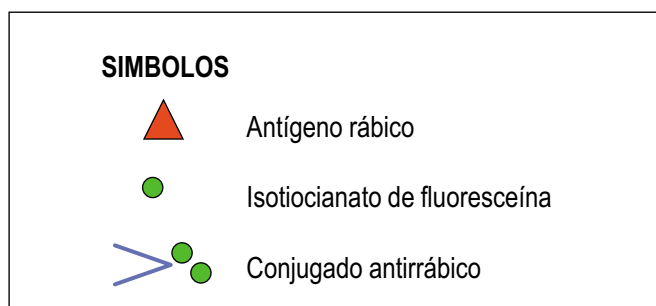 SIMBOLOS
Antígeno rábico
Isotiocianato de fluoresceína
Conjugado antirrábico